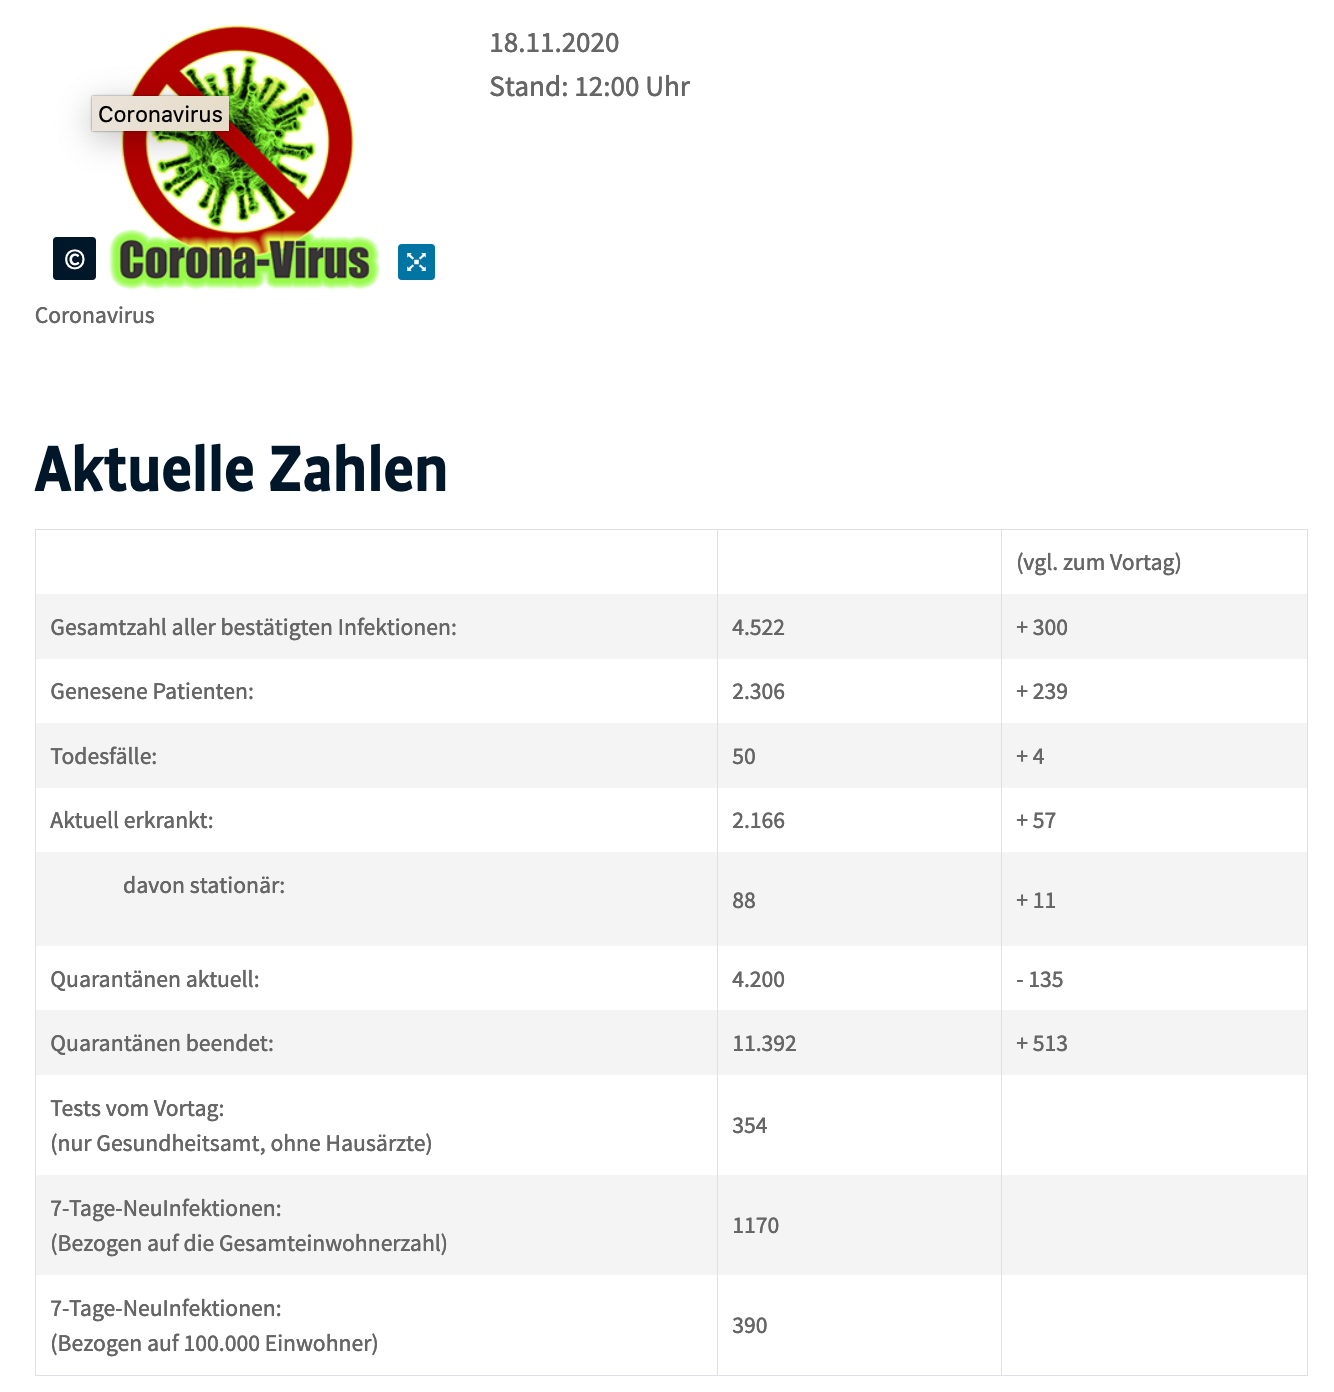 18.11.2020
Stand: 12:00 Uhr
Coronavirus
©
Corona-Virus
Coronavirus
Aktuelle Zahlen
(vgl. zum Vortag)
Gesamtzahl aller bestätigten Infektionen: 4.522 + 300
Genesene Patienten: 2.306 + 239
Todesfälle: 50 + 4
Aktuell erkrankt: 2.166 + 57
davon stationär: 88 + 11
Quarantänen aktuell: 4.200 - 135
Quarantänen beendet: 11.392 + 513
Tests vom Vortag:
(nur Gesundheitsamt, ohne Hausärzte) 354
7-Tage-NeuInfektionen:
(Bezogen auf die Gesamteinwohnerzahl) 1170
7-Tage-NeuInfektionen:
(Bezogen auf 100.000 Einwohner) 390